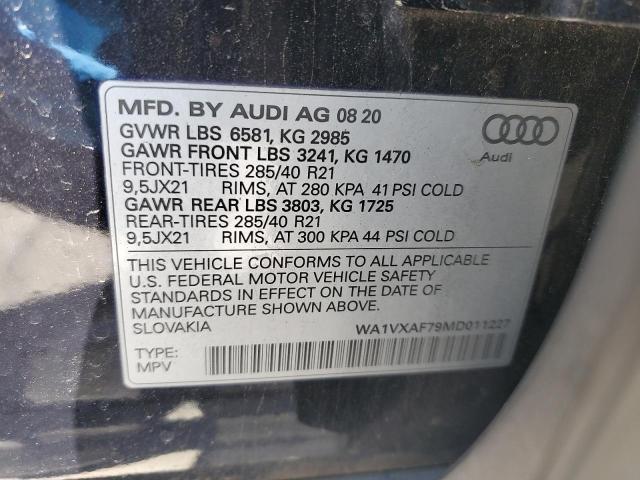 MFD. BY AUDI AG 08 20
GVWR LBS 6581, KG 2985
GAWR FRONT LBS 3241, KG 1470
FRONT-TIRES 285/40 R21
9,5JX21 RIMS, AT 280 KPA 41 PSI COLD
GAWR REAR LBS 3803, KG 1725
REAR-TIRES 285/40 R21
9,5JX21 RIMS, AT 300 KPA 44 PSI COLD
Audi
THIS VEHICLE CONFORMS TO ALL APPLICABLE
U.S. FEDERAL MOTOR VEHICLE SAFETY
STANDARDS IN EFFECT ON THE DATE OF
MANUFACTURE SHOWN ABOVE.
SLOVAKIA WA1VXAF79MD011227
TYPE:
MPV